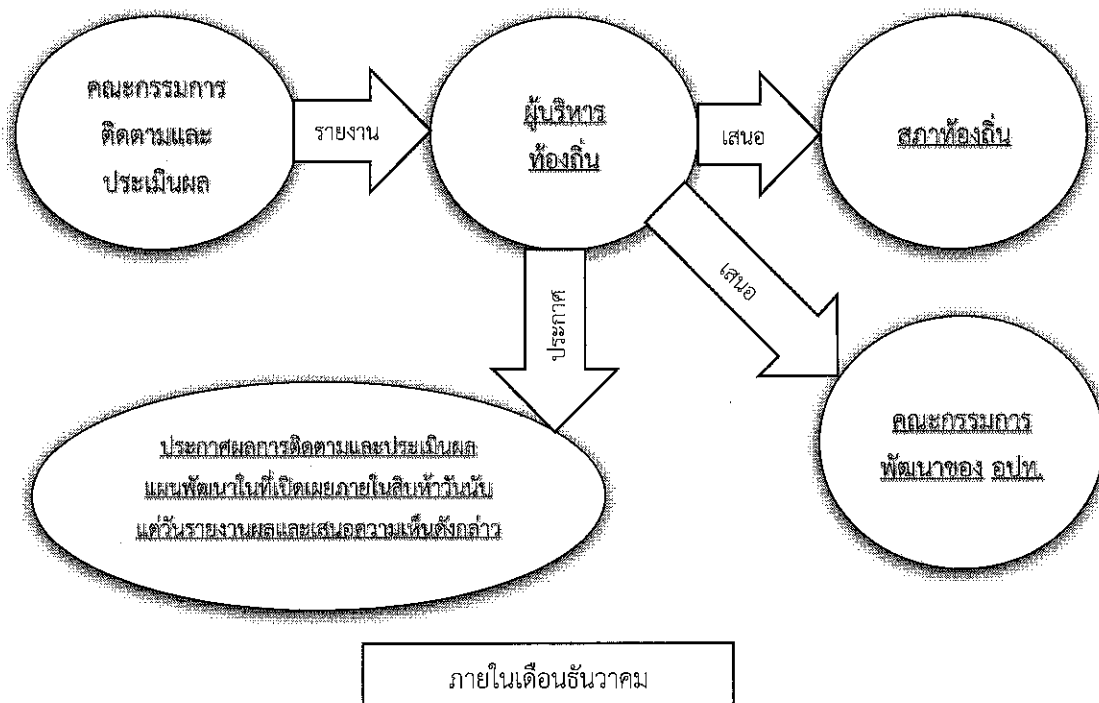 คณะกรรมการ
ติดตามและ
ประเมินผล
รายงาน
ผู้บริหาร
ท้องถิ่น
เสนอ
สภาท้องถิ่น
เสนอ
ประกาศ
คณะกรรมการ
พัฒนาของ อปท.
ประกาศผลการติดตามและประเมินผล
แผนพัฒนาในที่เปิดเผยภายในสิบห้าวันนับ
แต่วันรายงานผลและเสนอความเห็นดังกล่าว
ภายในเดือนธันวาคม